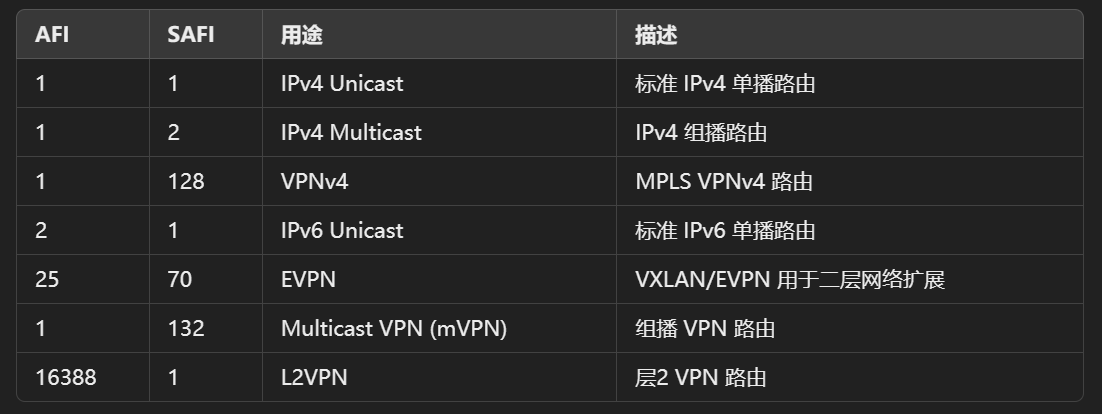 AFI SAFI 用途 描述
1 1 IPv4 Unicast 标准 IPv4 单播路由
1 2 IPv4 Multicast IPv4 组播路由
1 128 VPNv4 MPLS VPNv4 路由
2 1 IPv6 Unicast 标准 IPv6 单播路由
25 70 EVPN VXLAN/EVPN 用于二层网络扩展
1 132 Multicast VPN (mVPN) 组播 VPN 路由
16388 1 L2VPN 层2 VPN 路由